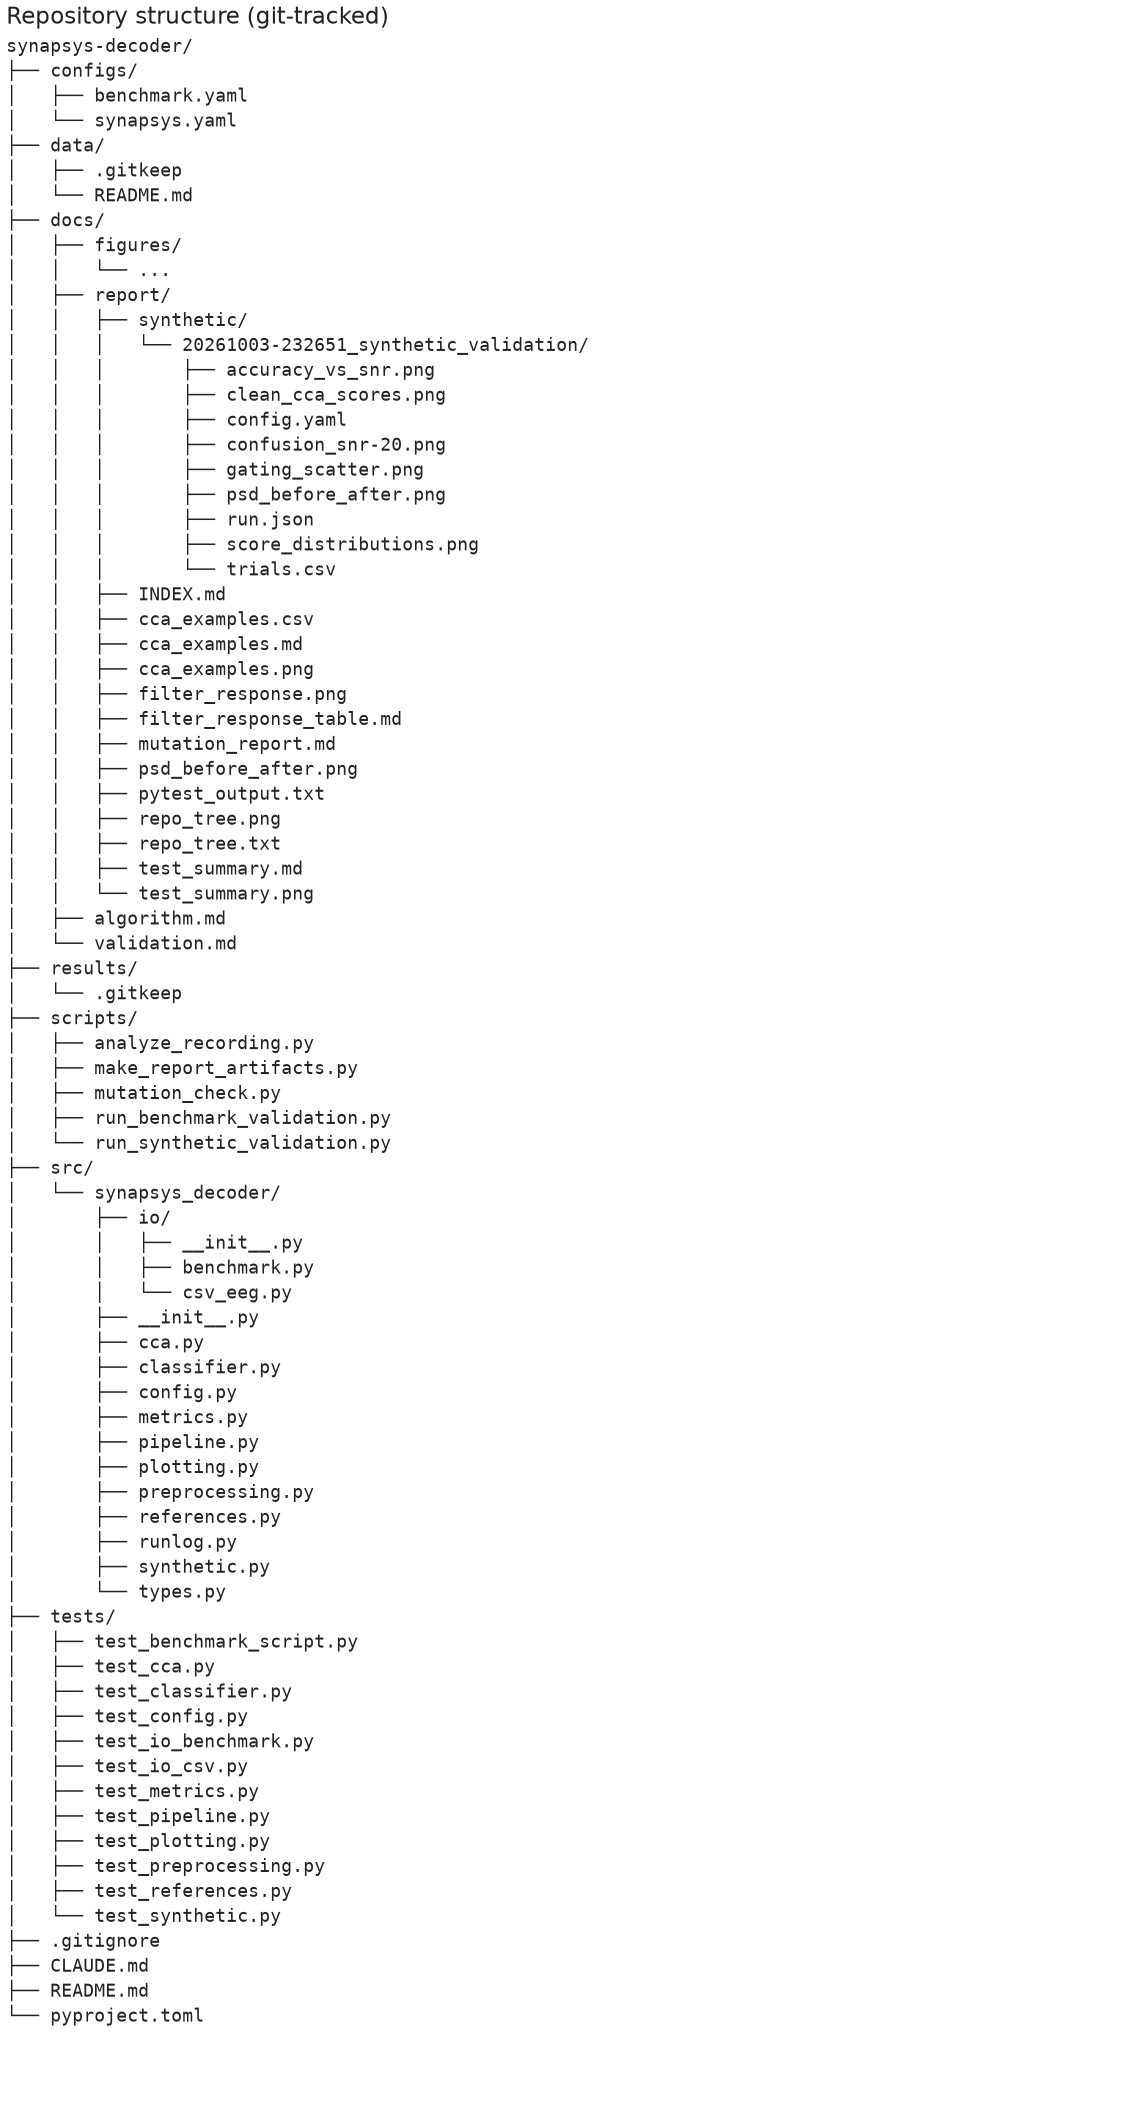 Repository structure (git-tracked)
synapsys-decoder/
├── configs/
│   ├── benchmark.yaml
│   └── synapsys.yaml
├── data/
│   ├── .gitkeep
│   └── README.md
├── docs/
│   ├── figures/
│   │   └── ...
│   ├── report/
│   │   ├── synthetic/
│   │   │   └── 20261003-232651_synthetic_validation/
│   │   │       ├── accuracy_vs_snr.png
│   │   │       ├── clean_cca_scores.png
│   │   │       ├── config.yaml
│   │   │       ├── confusion_snr-20.png
│   │   │       ├── gating_scatter.png
│   │   │       ├── psd_before_after.png
│   │   │       ├── run.json
│   │   │       ├── score_distributions.png
│   │   │       └── trials.csv
│   │   ├── INDEX.md
│   │   ├── cca_examples.csv
│   │   ├── cca_examples.md
│   │   ├── cca_examples.png
│   │   ├── filter_response.png
│   │   ├── filter_response_table.md
│   │   ├── mutation_report.md
│   │   ├── psd_before_after.png
│   │   ├── pytest_output.txt
│   │   ├── repo_tree.png
│   │   ├── repo_tree.txt
│   │   ├── test_summary.md
│   │   └── test_summary.png
│   ├── algorithm.md
│   └── validation.md
├── results/
│   └── .gitkeep
├── scripts/
│   ├── analyze_recording.py
│   ├── make_report_artifacts.py
│   ├── mutation_check.py
│   ├── run_benchmark_validation.py
│   └── run_synthetic_validation.py
├── src/
│   └── synapsys_decoder/
│       ├── io/
│       │   ├── __init__.py
│       │   ├── benchmark.py
│       │   └── csv_eeg.py
│       ├── __init__.py
│       ├── cca.py
│       ├── classifier.py
│       ├── config.py
│       ├── metrics.py
│       ├── pipeline.py
│       ├── plotting.py
│       ├── preprocessing.py
│       ├── references.py
│       ├── runlog.py
│       ├── synthetic.py
│       └── types.py
├── tests/
│   ├── test_benchmark_script.py
│   ├── test_cca.py
│   ├── test_classifier.py
│   ├── test_config.py
│   ├── test_io_benchmark.py
│   ├── test_io_csv.py
│   ├── test_metrics.py
│   ├── test_pipeline.py
│   ├── test_plotting.py
│   ├── test_preprocessing.py
│   ├── test_references.py
│   └── test_synthetic.py
├── .gitignore
├── CLAUDE.md
├── README.md
└── pyproject.toml